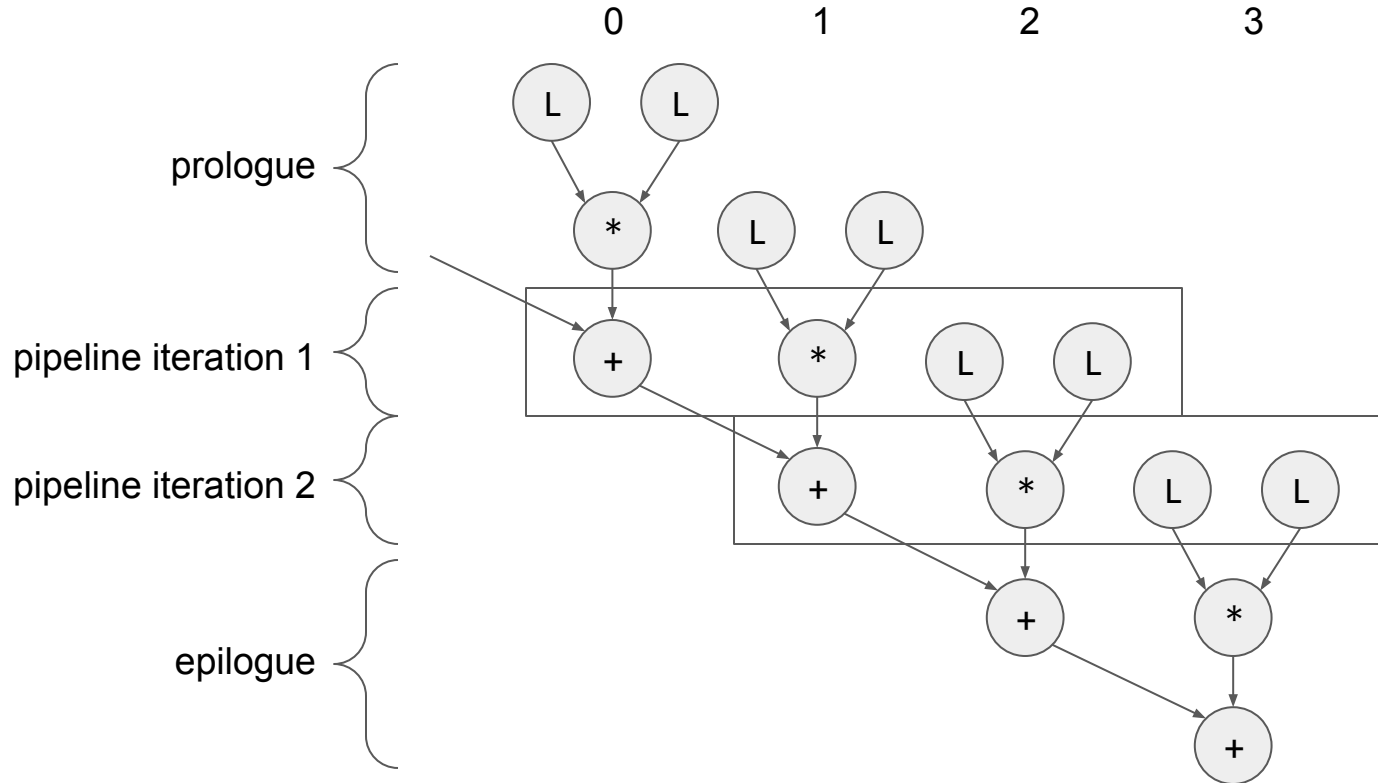 0 1 2 3
L L
prologue
* L L
pipeline iteration 1
+ * L L
pipeline iteration 2
+ * L L
+ *
epilogue
+